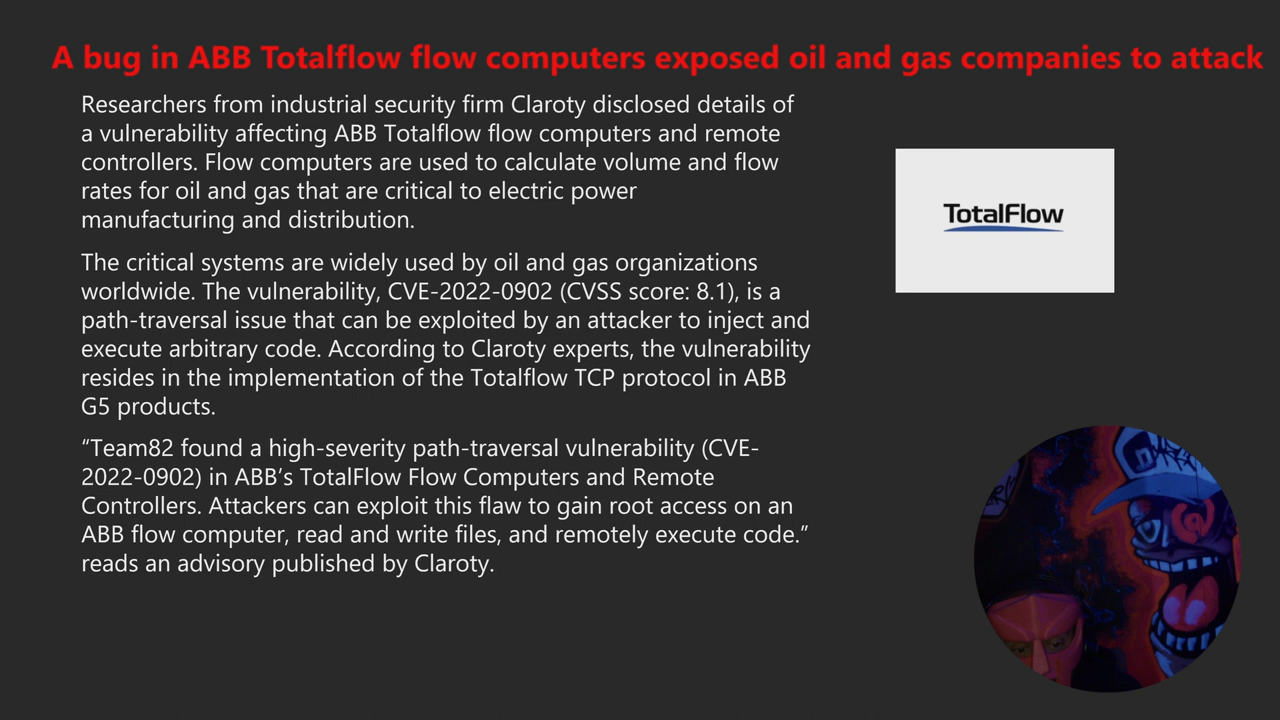 A bug in ABB Totalflow flow computers exposed oil and gas companies to attack
Researchers from industrial security firm Claroty disclosed details of
a vulnerability affecting ABB Totalflow flow computers and remote
controllers. Flow computers are used to calculate volume and flow
rates for oil and gas that are critical to electric power
manufacturing and distribution.
The critical systems are widely used by oil and gas organizations
worldwide. The vulnerability, CVE-2022-0902 (CVSS score: 8.1), is a
path-traversal issue that can be exploited by an attacker to inject and
execute arbitrary code. According to Claroty experts, the vulnerability
resides in the implementation of the Totalflow TCP protocol in ABB
G5 products.
“Team82 found a high-severity path-traversal vulnerability (CVE-
2022-0902) in ABB’s TotalFlow Flow Computers and Remote
Controllers. Attackers can exploit this flaw to gain root access on an
ABB flow computer, read and write files, and remotely execute code.”
reads an advisory published by Claroty.
TotalFlow